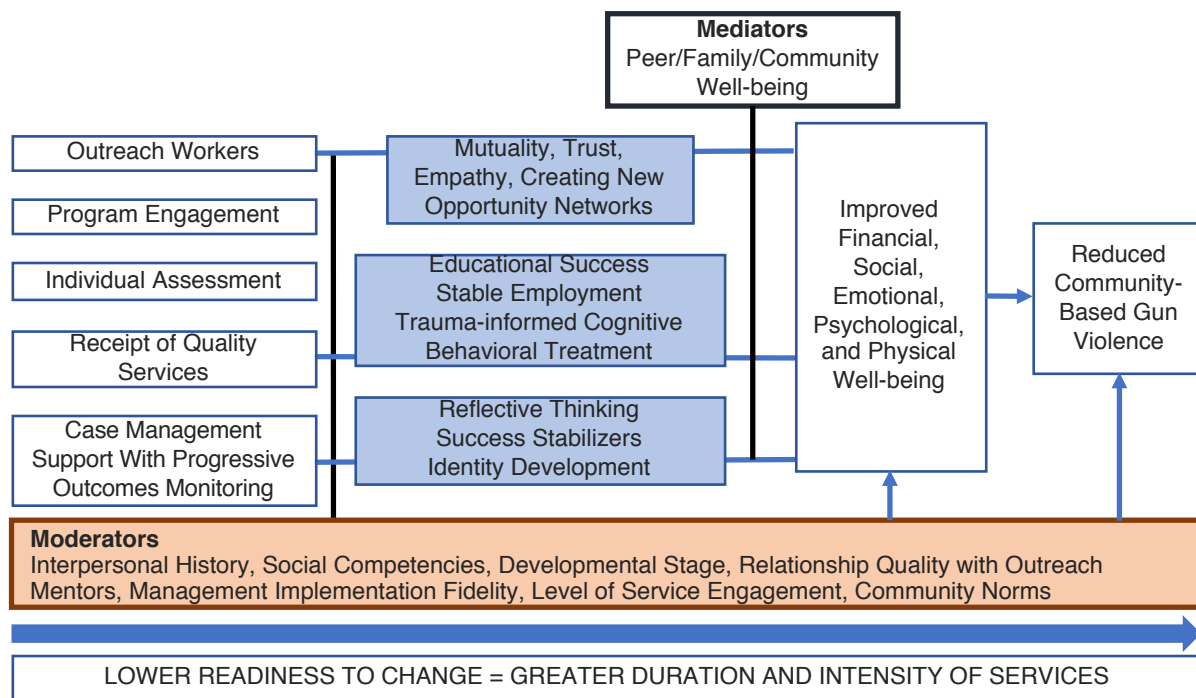 Mediators
Peer/Family/Community
Well-being
Outreach Workers
Program Engagement
Individual Assessment
Receipt of Quality
Services
Case Management
Support With Progressive
Outcomes Monitoring
Mutuality, Trust,
Empathy, Creating New
Opportunity Networks
Educational Success
Stable Employment
Trauma-informed Cognitive
Behavioral Treatment
Reflective Thinking
Success Stabilizers
Identity Development
Improved
Financial,
Social,
Emotional,
Psychological,
and Physical
Well-being
Reduced
Community-
Based Gun
Violence
Moderators
Interpersonal History, Social Competencies, Developmental Stage, Relationship Quality with Outreach
Mentors, Management Implementation Fidelity, Level of Service Engagement, Community Norms
LOWER READINESS TO CHANGE = GREATER DURATION AND INTENSITY OF SERVICES